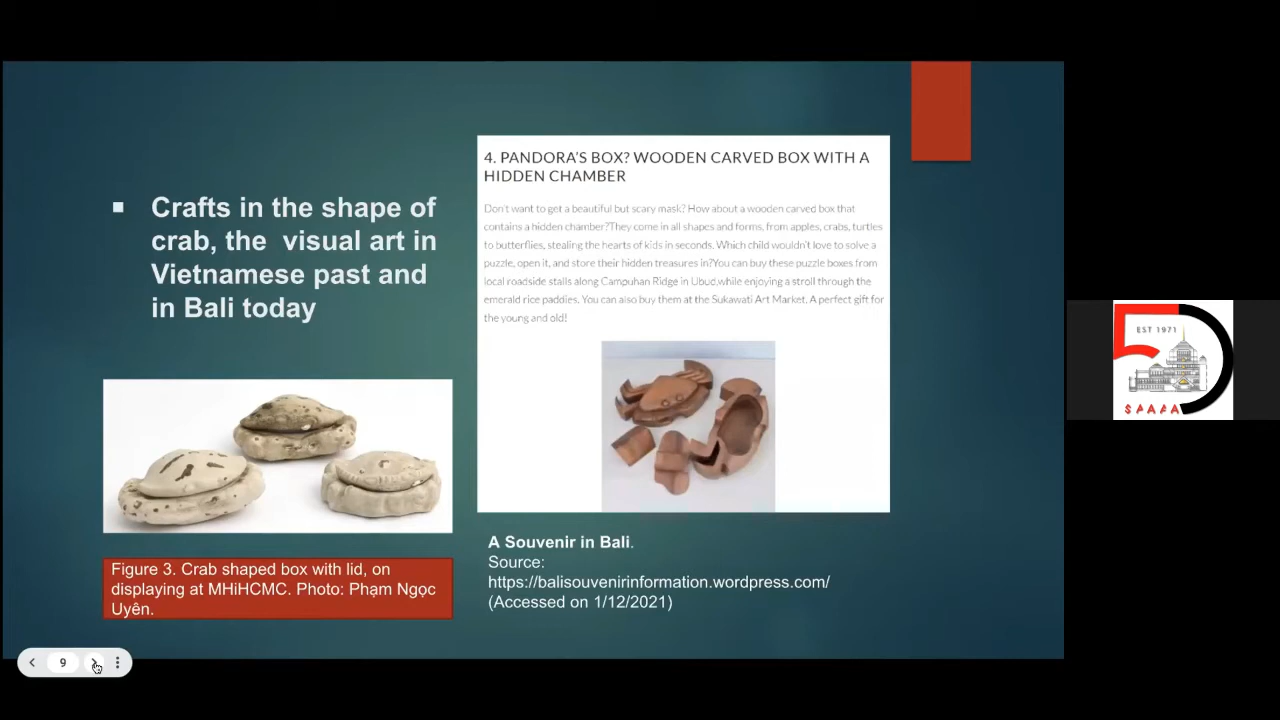 Crafts in the shape of
crab, the visual art in
Vietnamese past and
in Bali today
Figure 3. Crab shaped box with lid, on
displaying at MHiHCMC. Photo: Phạm Ngọc
Uyên.
4. PANDORA'S BOX? WOODEN CARVED BOX WITH A
HIDDEN CHAMBER
Don't want to get a beautiful but scary mask? How about a wooden carved box that
contains a hidden chamber?They come in all shapes and forms, from apples, crabs, turtles
to butterflies, stealing the hearts of kids in seconds. Which child wouldn't love to solve a
puzzle, open it, and store their hidden treasures in?You can buy these puzzle boxes from
local roadside stalls along Campuhan Ridge in Ubud,while enjoying a stroll through the
emerald rice paddies. You can also buy them at the Sukawati Art Market. A perfect gift for
the young and old!
A Souvenir in Bali.
Source:
https://balisouvenirinformation.wordpress.com/
(Accessed on 1/12/2021)
EST 1971
5
9